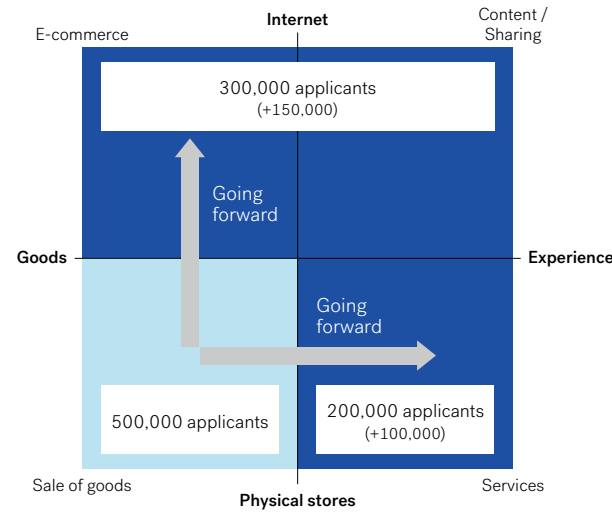 Internet
Content /
Sharing
E-commerce
300,000 applicants
(+150,000)
Going
forward
Goods
Experience
Going
forward
500,000 applicants
200,000 applicants
(+100,000)
Sale of goods
Services
Physical stores